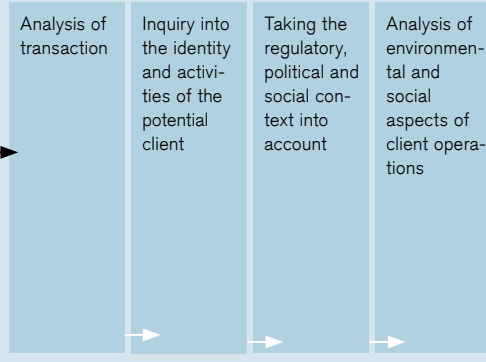 Analysis of
transaction
Inquiry into
the identity
and activi-
ties of the
potential
client
Taking the
regulatory,
political and
social con-
text into
account
Analysis of
environmen-
tal and
social
aspects of
client opera-
tions